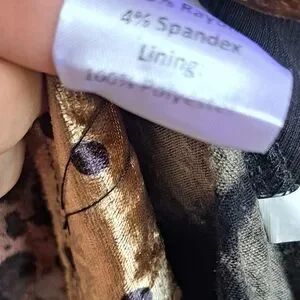 4% Spandex
Lining:
100% Polyester